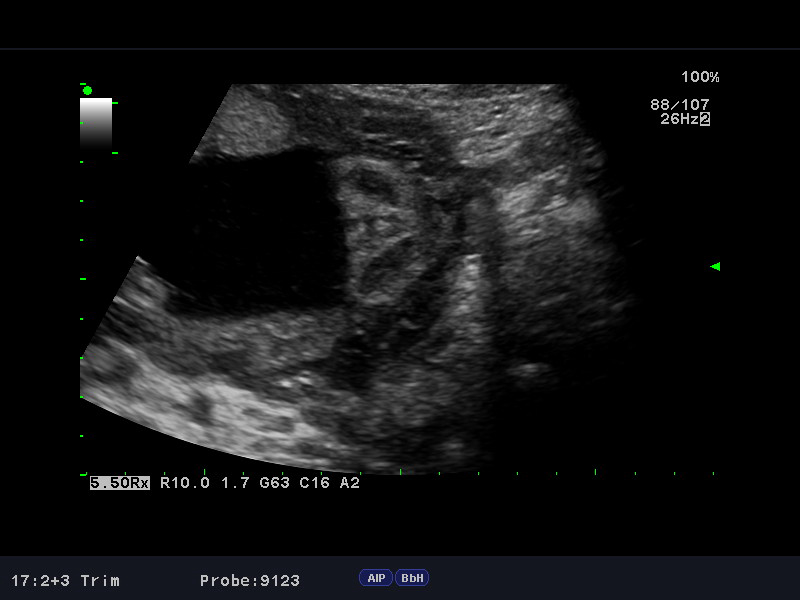 100%
88/107
26Hz2
5.50Rx R10.0 1.7 G63 C16 A2
17:2+3 Trim Probe:9123 AIP BbH